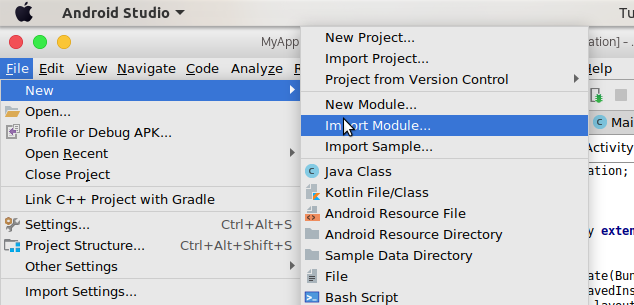 Android Studio
Tu
MyApp
ation] - ..
File Edit View Navigate Code Analyze R
elp
New
Open...
Profile or Debug APK...
Open Recent
Close Project
Link C++ Project with Gradle
Settings... Ctrl+Alt+S
Project Structure... Ctrl+Alt+Shift+S
Other Settings
Import Settings...
New Project...
Import Project...
Project from Version Control
New Module...
Import Module...
Import Sample...
Java Class
Kotlin File/Class
Android Resource File
Android Resource Directory
Sample Data Directory
File
Bash Script
Mai
Activity
ation;
y exten
ate(Bun
avedIns